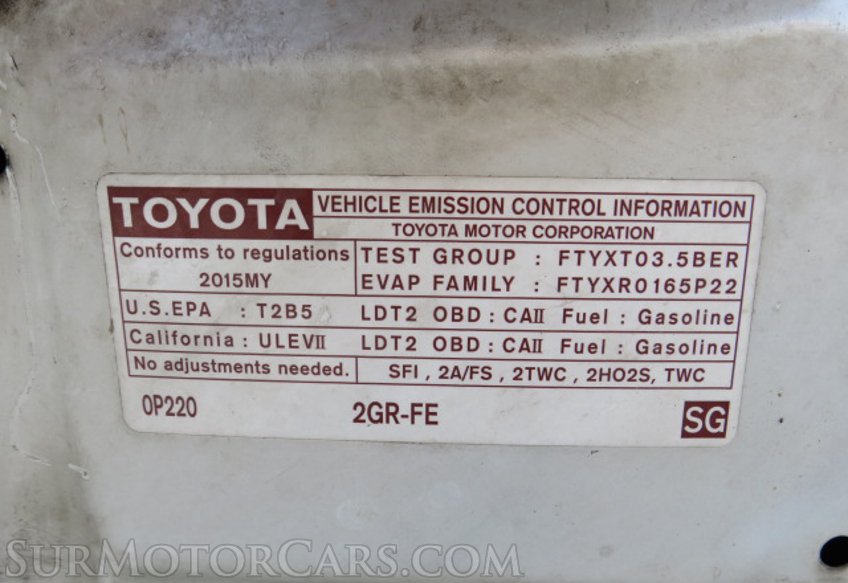 TOYOTA VEHICLE EMISSION CONTROL INFORMATION
TOYOTA MOTOR CORPORATION
Conforms to regulations
2015MY
TEST GROUP : FTYXT03.5BER
EVAP FAMILY : FTYXR0165P22
U.S.EPA : T2B5 LDT2 OBD : CAII Fuel : Gasoline
California : ULEVII LDT2 OBD : CAII Fuel : Gasoline
No adjustments needed. SFI , 2A/FS , 2TWC , 2HO2S, TWC
0P220 2GR-FE SG
SURMOTORCARS.COM